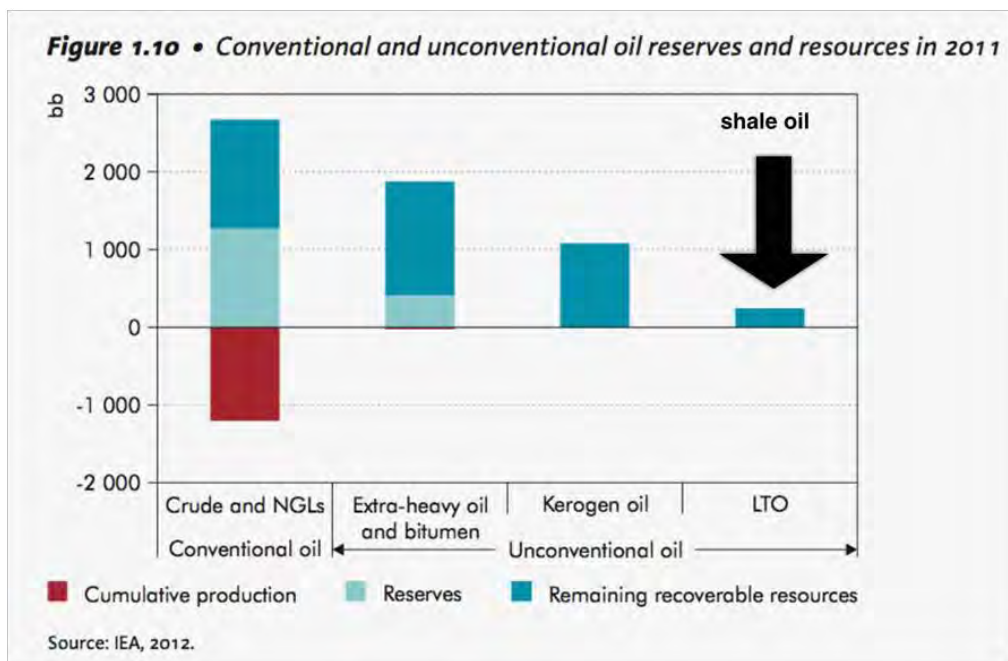 Figure 1.10 • Conventional and unconventional oil reserves and resources in 2011
bb
3 000
2 000
1 000
0
-1 000
-2 000
shale oil
Crude and NGLs
Extra-heavy oil
and bitumen
Kerogen oil
LTO
Conventional oil
Unconventional oil
Cumulative production
Reserves
Remaining recoverable resources
Source: IEA, 2012.